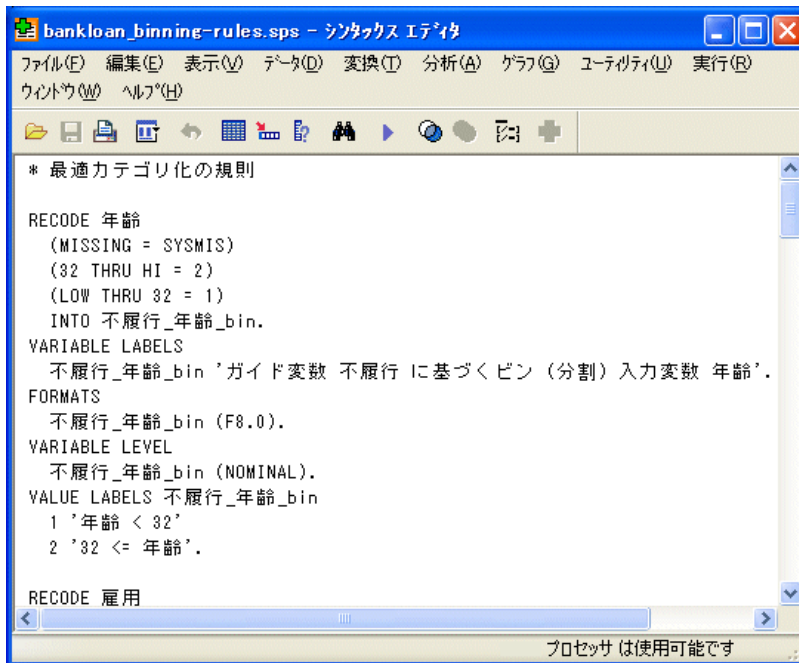 bankloan_binning-rules.sps - シンタックス エディタ
ファイル(F) 編集(E) 表示(V) データ(D) 変換(T) 分析(A) グラフ(G) ユーティリティ(U) 実行(R)
ウィンドウ(W) ヘルプ(H)
* 最適カテゴリ化の規則
RECODE 年齢
(MISSING = SYSMIS)
(32 THRU HI = 2)
(LOW THRU 32 = 1)
INTO 不履行_年齢_bin.
VARIABLE LABELS
不履行_年齢_bin 'ガイド変数 不履行 に基づくビン (分割) 入力変数 年齢'.
FORMATS
不履行_年齢_bin (F8.0).
VARIABLE LEVEL
不履行_年齢_bin (NOMINAL).
VALUE LABELS 不履行_年齢_bin
1 '年齢 < 32'
2 '32 <= 年齢'.
RECODE 雇用
プロセッサ は使用可能です